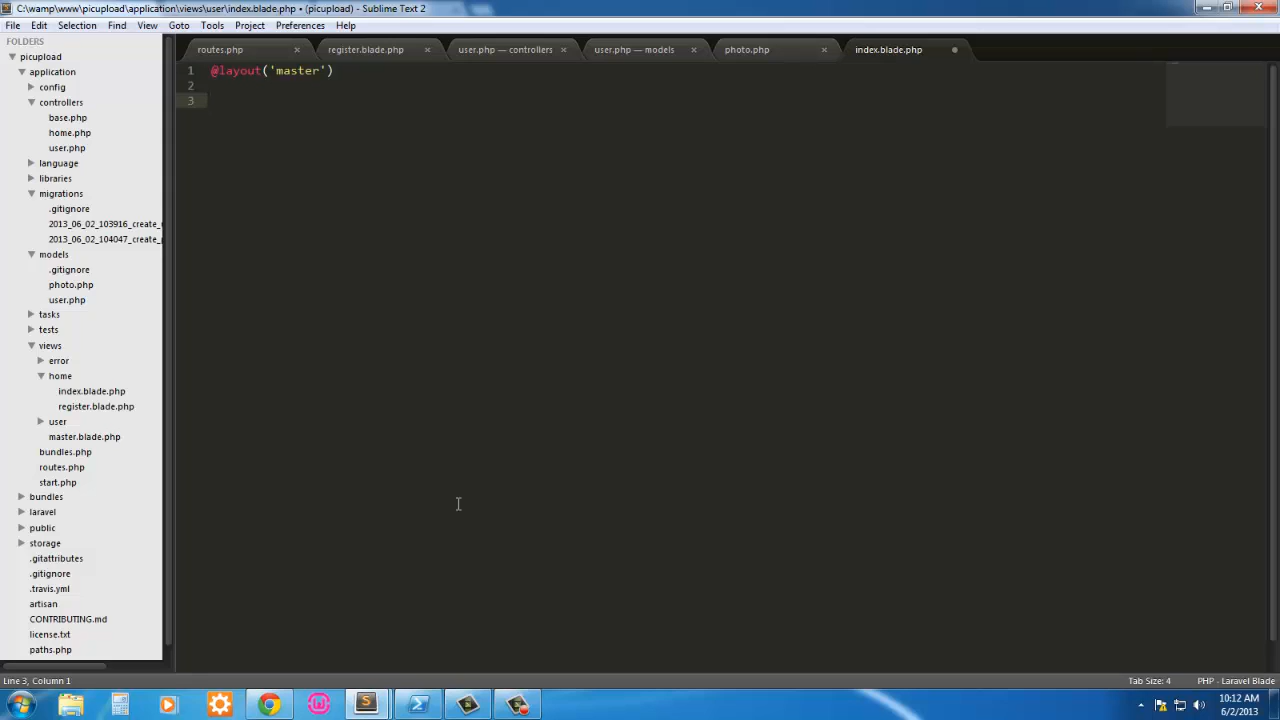 C:\wamp\www\picupload\application\views\user\index.blade.php • (picupload) - Sublime Text 2
File Edit Selection Find View Goto Tools Project Preferences Help
FOLDERS
picupload
application
config
controllers
base.php
home.php
user.php
language
libraries
migrations
.gitignore
2013_06_02_103916_create_
2013_06_02_104047_create_
models
.gitignore
photo.php
user.php
tasks
tests
views
error
home
index.blade.php
register.blade.php
user
master.blade.php
bundles.php
routes.php
start.php
bundles
laravel
public
storage
.gitattributes
.gitignore
.travis.yml
artisan
CONTRIBUTING.md
license.txt
paths.php
routes.php register.blade.php user.php — controllers user.php — models photo.php index.blade.php
1 @layout('master')
2
3
Line 3, Column 1 Tab Size: 4 PHP - Laravel Blade
10:12 AM
6/2/2013